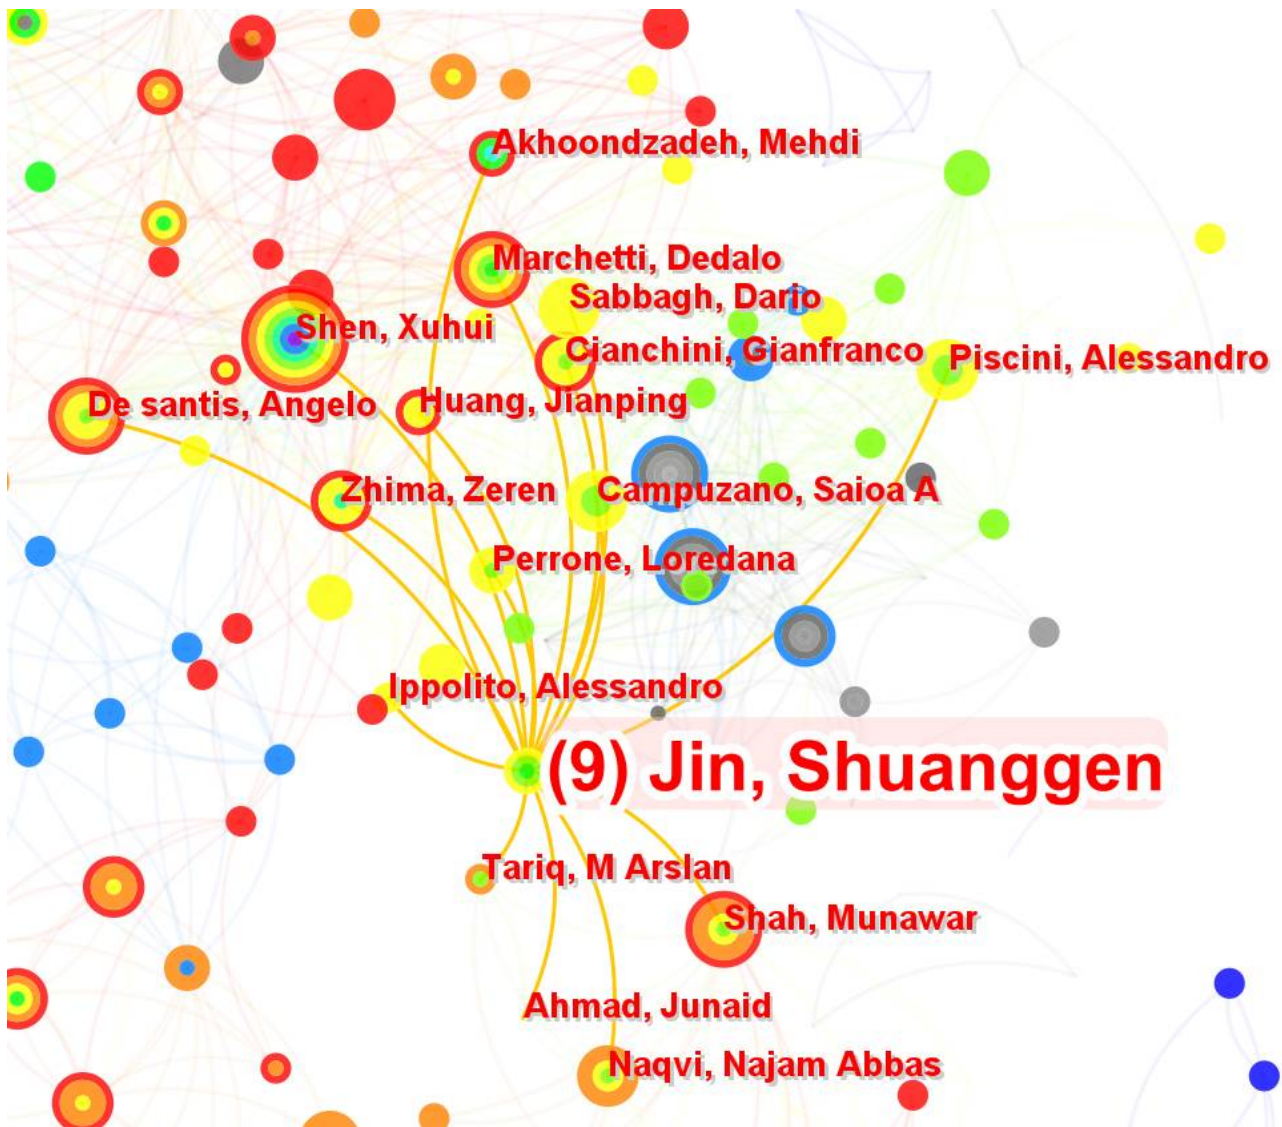 Akhoondzadeh, Mehdi
Marchetti, Dedalo
Sabbagh, Dario
Shen, Xuhui
Cianchini, Gianfranco
Piscini, Alessandro
De santis, Angelo
Huang, Jianping
Zhima, Zeren
Campuzano, Saioa A
Perrone, Loredana
Ippolito, Alessandro
(9) Jin, Shuanggen
Tariq, M Arslan
Shah, Munawar
Ahmad, Junaid
Naqvi, Najam Abbas